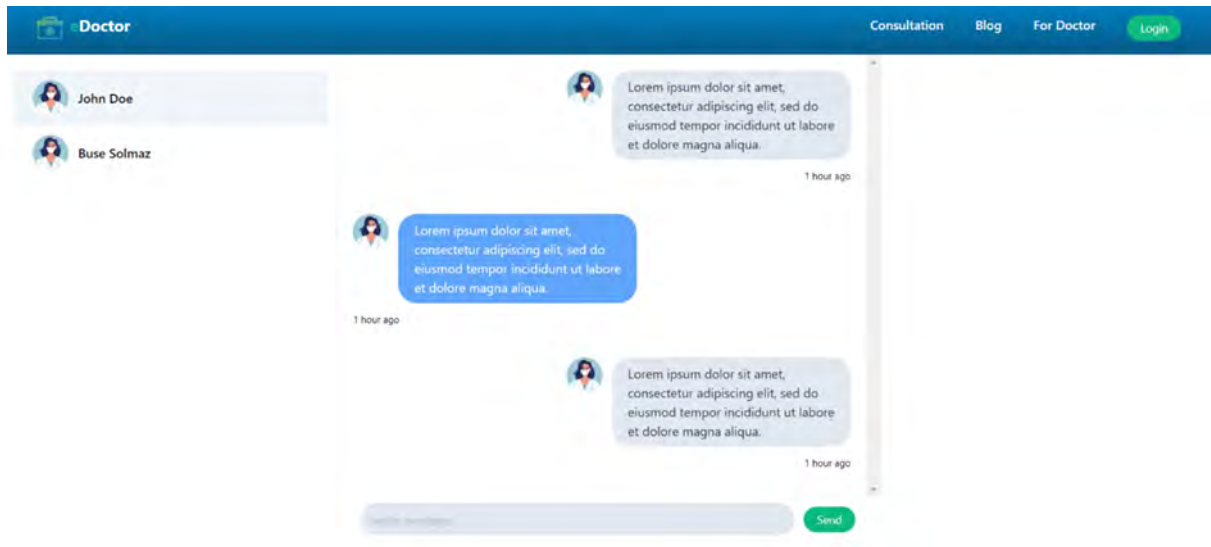 eDoctor
Consultation Blog For Doctor Login
John Doe
Buse Solmaz
Lorem ipsum dolor sit amet,
consectetur adipiscing elit, sed do
eiusmod tempor incididunt ut labore
et dolore magna aliqua.
1 hour ago
Lorem ipsum dolor sit amet,
consectetur adipiscing elit, sed do
eiusmod tempor incididunt ut labore
et dolore magna aliqua.
1 hour ago
Lorem ipsum dolor sit amet,
consectetur adipiscing elit, sed do
eiusmod tempor incididunt ut labore
et dolore magna aliqua.
1 hour ago
Send